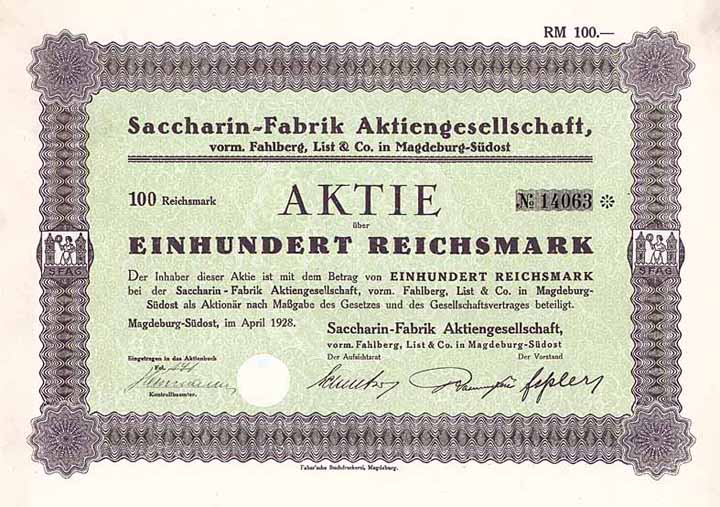 RM 100.—
Saccharin-Fabrik Aktiengesellschaft,
vorm. Fahlberg, List & Co. in Magdeburg-Südost
100 Reichsmark AKTIE № 14063 ※
über
EINHUNDERT REICHSMARK
Der Inhaber dieser Aktie ist mit dem Betrag von EINHUNDERT REICHSMARK
bei der Saccharin-Fabrik Aktiengesellschaft, vorm. Fahlberg, List & Co. in Magdeburg-
Südost als Aktionär nach Maßgabe des Gesetzes und des Gesellschaftvertrages beteiligt.
Magdeburg-Südost, im April 1928.
Saccharin-Fabrik Aktiengesellschaft,
vorm. Fahlberg, List & Co. in Magdeburg-Südost
Der Aufsichtsrat Der Vorstand
Eingetragen in das Aktienbuch
Fol.
Kontrollbeamter.
SFAG
SFAG
Faber'sche Buchdruckerei, Magdeburg.